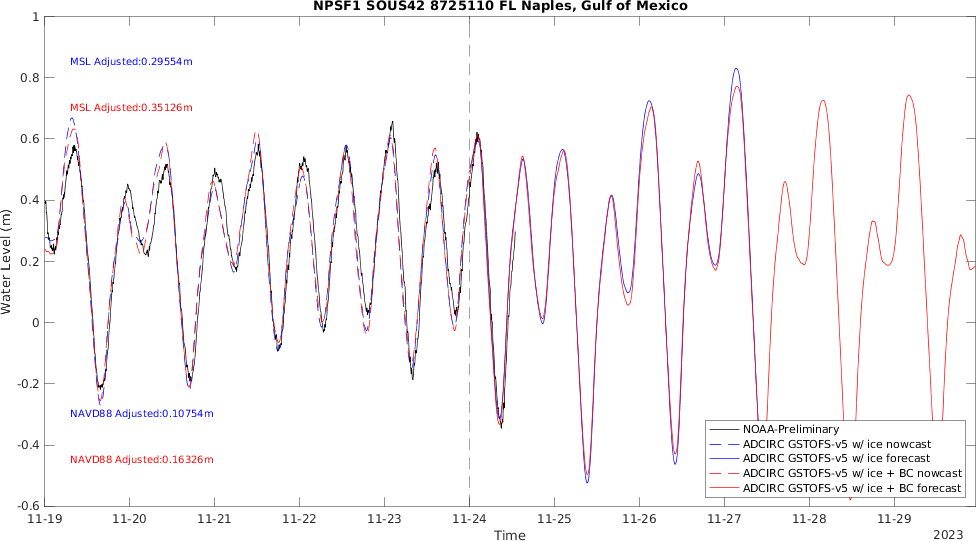 NPSF1 SOUS42 8725110 FL Naples, Gulf of Mexico
1
0.8
0.6
0.4
0.2
0
-0.2
-0.4
-0.6
Water Level (m)
MSL Adjusted:0.29554m
MSL Adjusted:0.35126m
NAVD88 Adjusted:0.10754m
NAVD88 Adjusted:0.16326m
NOAA-Preliminary
ADCIRC GSTOFS-v5 w/ ice nowcast
ADCIRC GSTOFS-v5 w/ ice forecast
ADCIRC GSTOFS-v5 w/ ice + BC nowcast
ADCIRC GSTOFS-v5 w/ ice + BC forecast
11-19 11-20 11-21 11-22 11-23 11-24 11-25 11-26 11-27 11-28 11-29
Time
2023